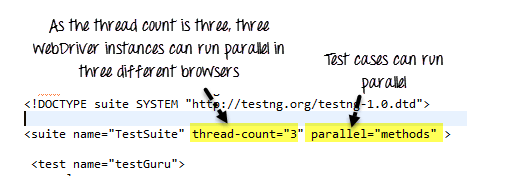 As the thread count is three, three
WebDriver instances can run parallel in
three different browsers
Test cases can run
parallel
<!DOCTYPE suite SYSTEM "http://testng.org/testng-1.0.dtd">
<suite name="TestSuite" thread-count="3" parallel="methods" >
<test name="testGuru">